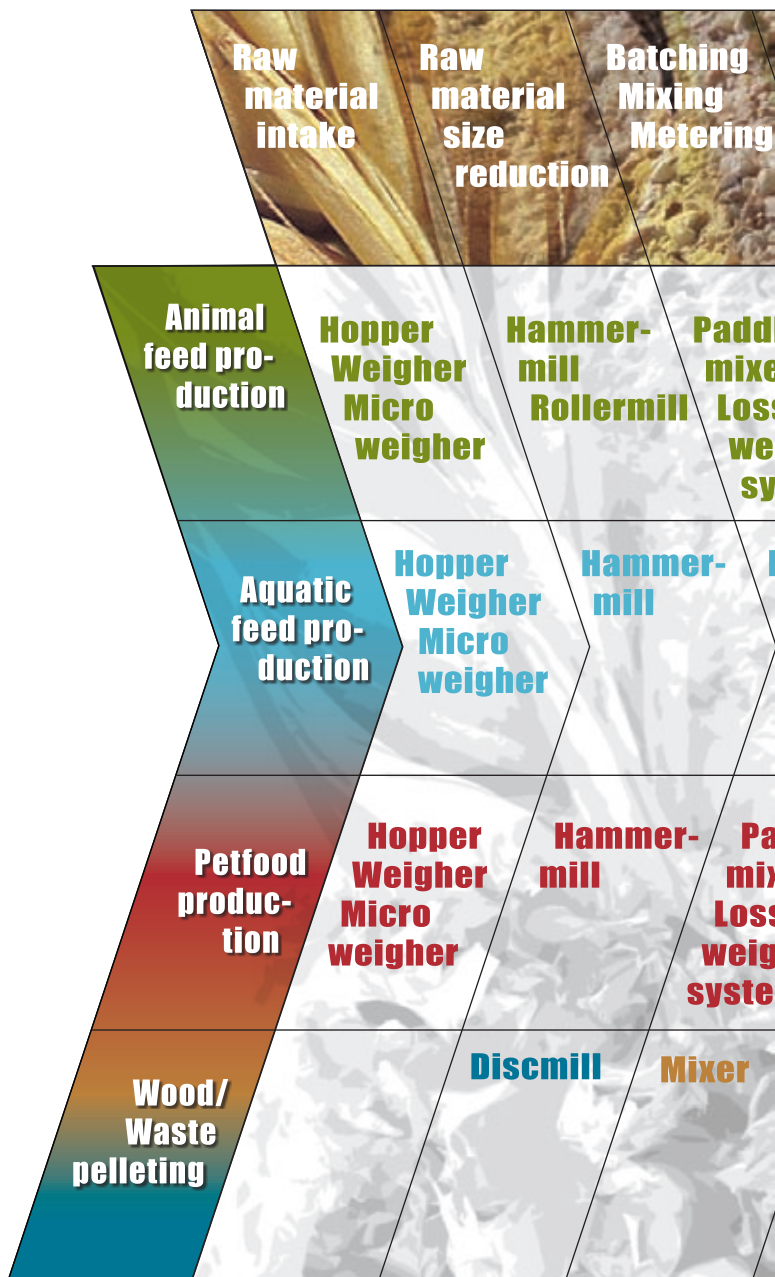 Raw
material
intake
Raw
material
size
reduction
Batching
Mixing
Metering
Animal
feed pro-
duction
Hopper
Weigher
Micro
weigher
Hammer-
mill
Rollermill
Aquatic
feed pro-
duction
Hopper
Weigher
Micro
weigher
Hammer-
mill
Petfood
produc-
tion
Hopper
Weigher
Micro
weigher
Hammer-
mill
Wood/
Waste
pelleting
Discmill
Mixer